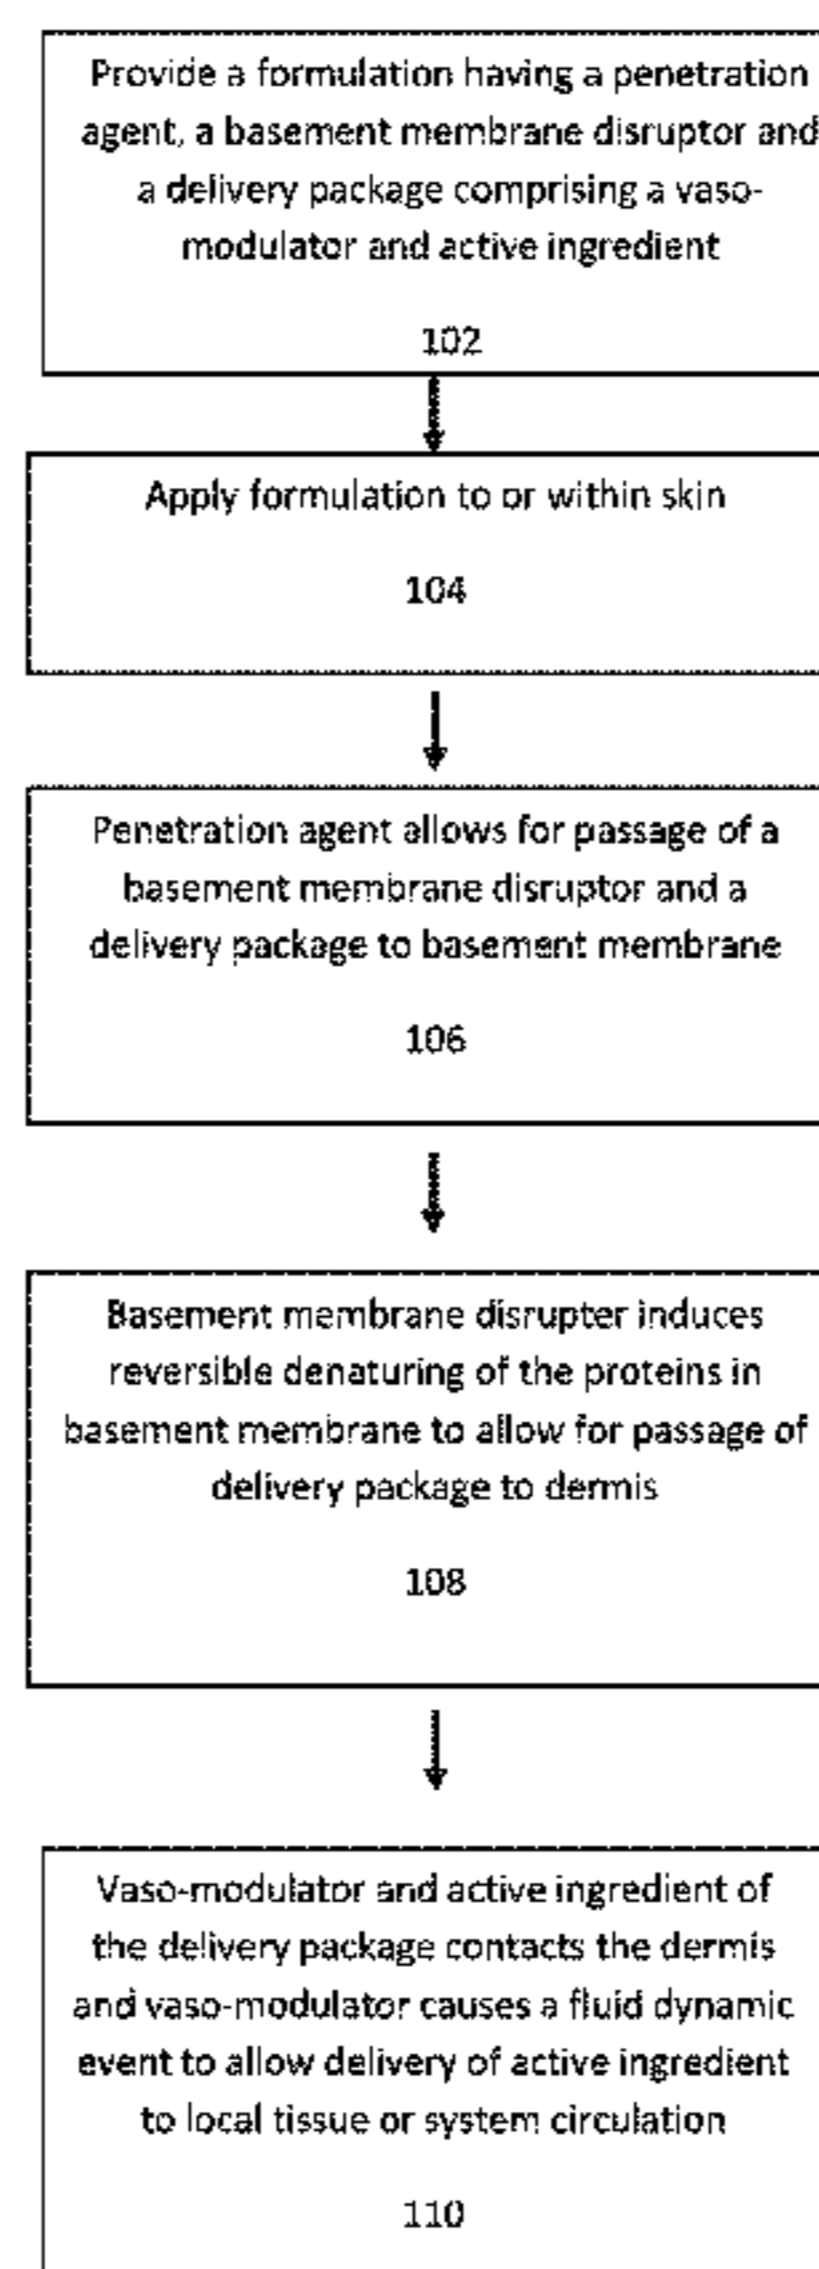 Provide a formulation having a penetration
agent, a basement membrane disruptor and
a delivery package comprising a vaso-
modulator and active ingredient
102
Apply formulation to or within skin
104
Penetration agent allows for passage of a
basement membrane disruptor and a
delivery package to basement membrane
106
Basement membrane disrupter induces
reversible denaturing of the proteins in
basement membrane to allow for passage of
delivery package to dermis
108
Vaso-modulator and active ingredient of
the delivery package contacts the dermis
and vaso-modulator causes a fluid dynamic
event to allow delivery of active ingredient
to local tissue or system circulation
110